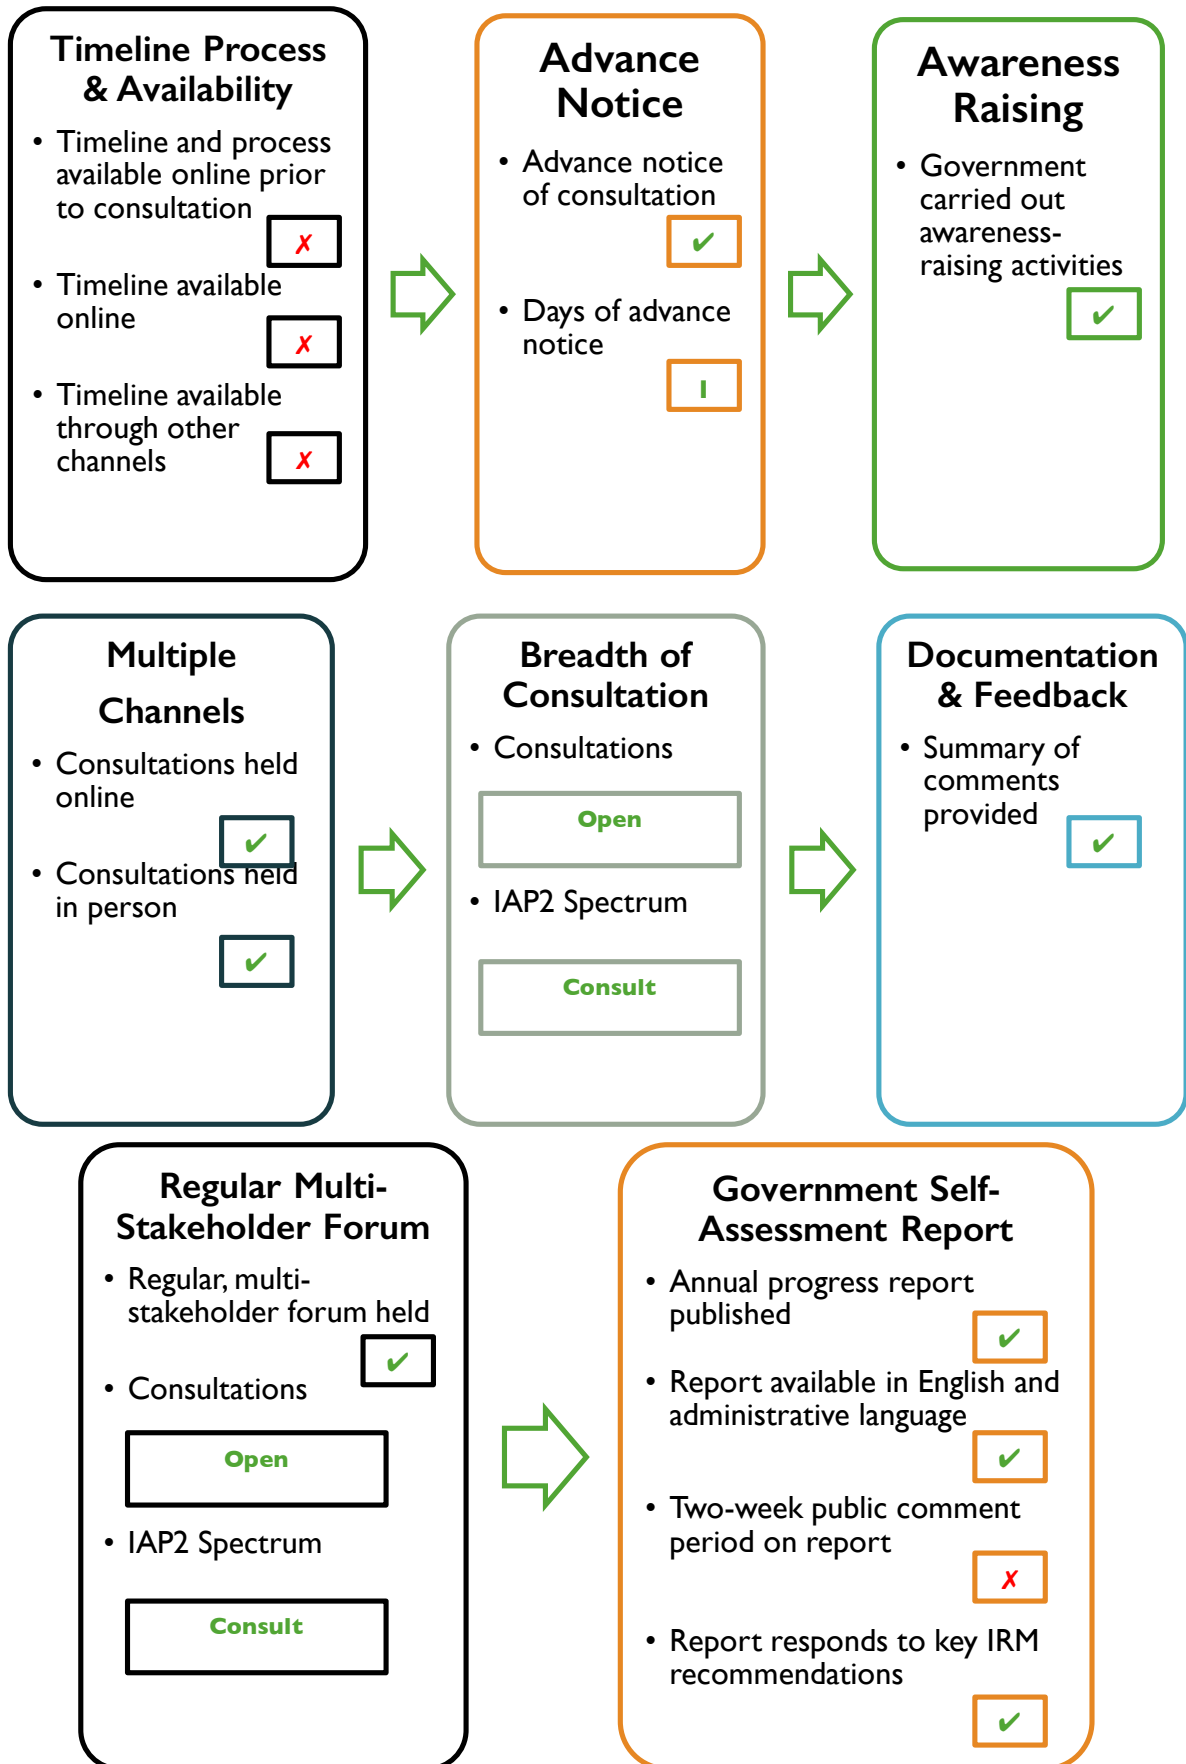 Timeline Process
& Availability
• Timeline and process
available online prior
to consultation
✗
• Timeline available
online
✗
• Timeline available
through other
channels
✗
Advance
Notice
• Advance notice
of consultation
✔
• Days of advance
notice
1
Awareness
Raising
• Government
carried out
awareness-
raising activities
✔
Multiple
Channels
• Consultations held
online
✔
• Consultations held
in person
✔
Breadth of
Consultation
• Consultations
Open
• IAP2 Spectrum
Consult
Documentation
& Feedback
• Summary of
comments
provided
✔
Regular Multi-
Stakeholder Forum
• Regular, multi-
stakeholder forum held
✔
• Consultations
Open
• IAP2 Spectrum
Consult
Government Self-
Assessment Report
• Annual progress report
published
✔
• Report available in English and
administrative language
✔
• Two-week public comment
period on report
✗
• Report responds to key IRM
recommendations
✔